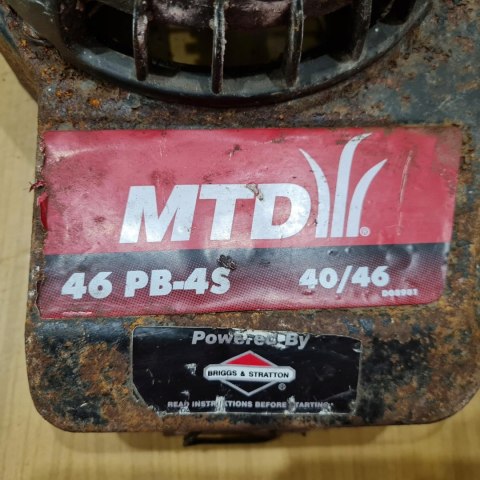 MTD ®
46 PB-4S 40/46
Powered By
BRIGGS & STRATTON ®
READ INSTRUCTIONS BEFORE STARTING